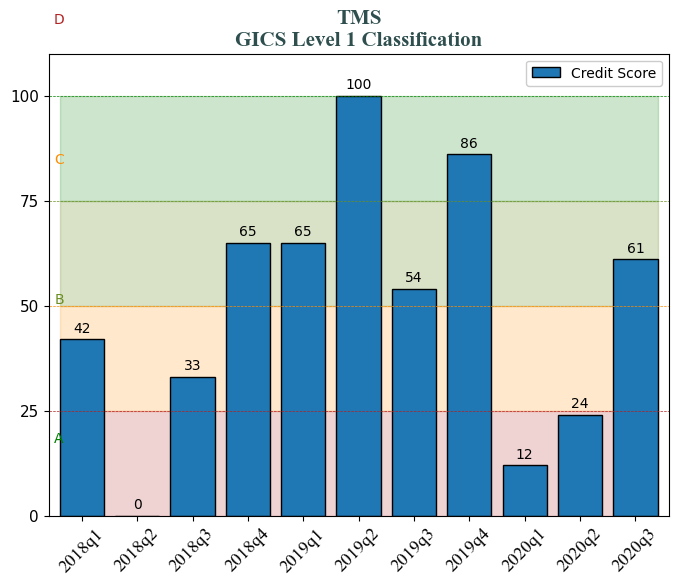 D
TMS
GICS Level 1 Classification
Credit Score
100
100
86
C
75
65
65
61
54
B
50
42
33
25
24
A
12
0
0
2018q1
2018q2
2018q3
2018q4
2019q1
2019q2
2019q3
2019q4
2020q1
2020q2
2020q3